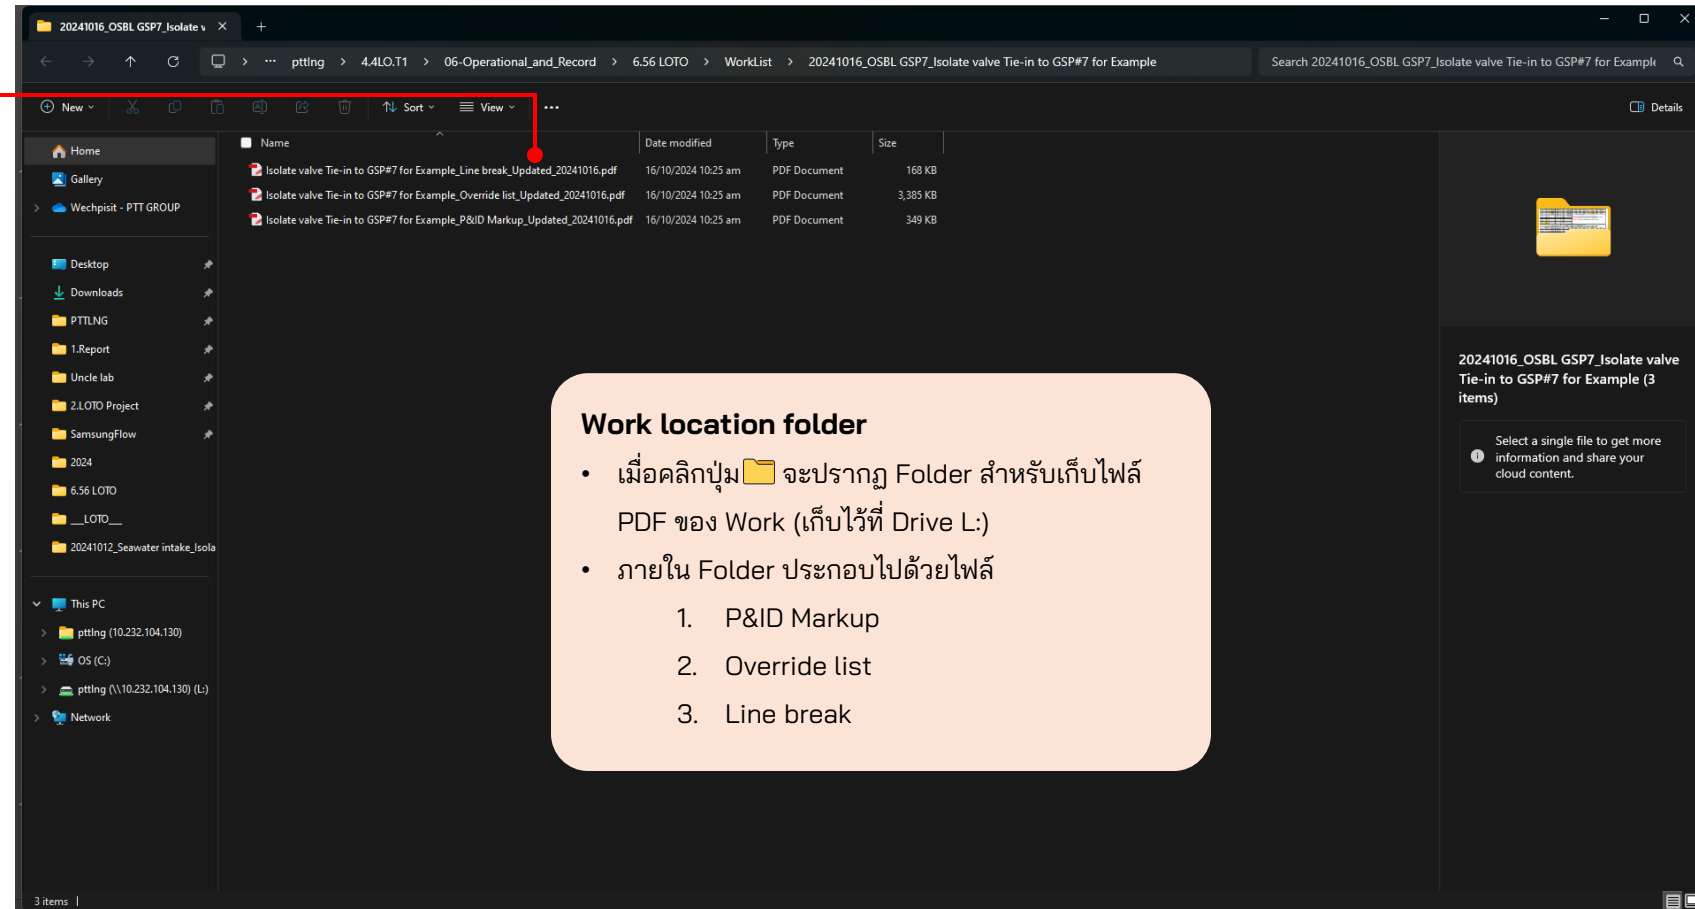 20241016_OSBL GSP7_Isolate v
pttlng > 4.4LO.T1 > 06-Operational_and_Record > 6.56 LOTO > WorkList > 20241016_OSBL GSP7_Isolate valve Tie-in to GSP#7 for Example
Search 20241016_OSBL GSP7_Isolate valve Tie-in to GSP#7 for Example
New
Sort
View
Details
Home
Gallery
Wechpisit - PTT GROUP
Desktop
Downloads
PTTLNG
1.Report
Uncle lab
2.LOTO Project
SamsungFlow
2024
6.56 LOTO
__LOTO__
20241012_Seawater intake_Isola
This PC
pttlng (10.232.104.130)
OS (C:)
pttlng (\\10.232.104.130) (L:)
Network
Name Date modified Type Size
Isolate valve Tie-in to GSP#7 for Example_Line break_Updated_20241016.pdf 16/10/2024 10:25 am PDF Document 168 KB
Isolate valve Tie-in to GSP#7 for Example_Override list_Updated_20241016.pdf 16/10/2024 10:25 am PDF Document 3,385 KB
Isolate valve Tie-in to GSP#7 for Example_P&ID Markup_Updated_20241016.pdf 16/10/2024 10:25 am PDF Document 349 KB
Work location folder
• เมื่อคลิกปุ่ม จะปรากฏ Folder สำหรับเก็บไฟล์
PDF ของ Work (เก็บไว้ที่ Drive L:)
• ภายใน Folder ประกอบไปด้วยไฟล์
1. P&ID Markup
2. Override list
3. Line break
20241016_OSBL GSP7_Isolate valve
Tie-in to GSP#7 for Example (3
items)
Select a single file to get more
information and share your
cloud content.
3 items